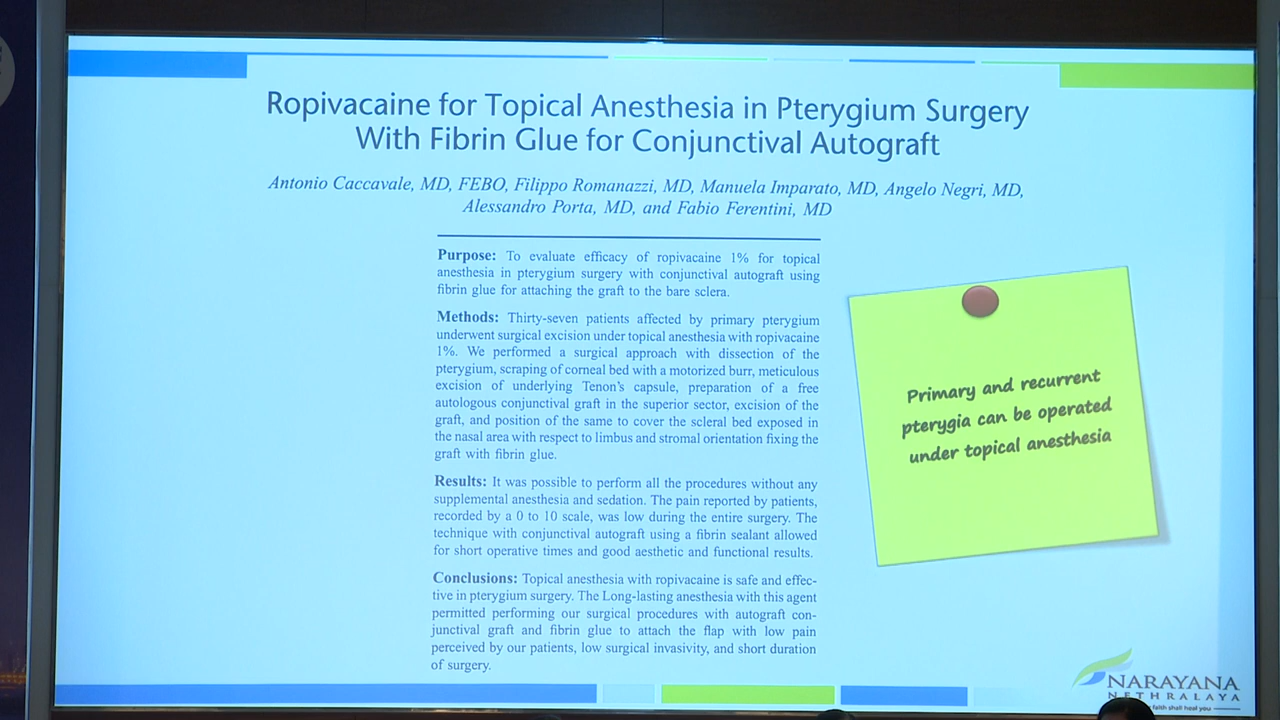 Ropivacaine for Topical Anesthesia in Pterygium Surgery
With Fibrin Glue for Conjunctival Autograft
Antonio Caccavale, MD, FEBO, Filippo Romanazzi, MD, Manuela Imparato, MD, Angelo Negri, MD,
Alessandro Porta, MD, and Fabio Ferentini, MD
Purpose: To evaluate efficacy of ropivacaine 1% for topical
anesthesia in pterygium surgery with conjunctival autograft using
fibrin glue for attaching the graft to the bare sclera.
Methods: Thirty-seven patients affected by primary pterygium
underwent surgical excision under topical anesthesia with ropivacaine
1%. We performed a surgical approach with dissection of the
pterygium, scraping of corneal bed with a motorized burr, meticulous
excision of underlying Tenon's capsule, preparation of a free
autologous conjunctival graft in the superior sector, excision of the
graft, and position of the same to cover the scleral bed exposed in
the nasal area with respect to limbus and stromal orientation fixing the
graft with fibrin glue.
Results: It was possible to perform all the procedures without any
supplemental anesthesia and sedation. The pain reported by patients,
recorded by a 0 to 10 scale, was low during the entire surgery. The
technique with conjunctival autograft using a fibrin sealant allowed
for short operative times and good aesthetic and functional results.
Conclusions: Topical anesthesia with ropivacaine is safe and effec-
tive in pterygium surgery. The Long-lasting anesthesia with this agent
permitted performing our surgical procedures with autograft con-
junctival graft and fibrin glue to attach the flap with low pain
perceived by our patients, low surgical invasivity, and short duration
of surgery.
Primary and recurrent
pterygia can be operated
under topical anesthesia
NARAYANA
NETHRALAYA
faith shall heal you